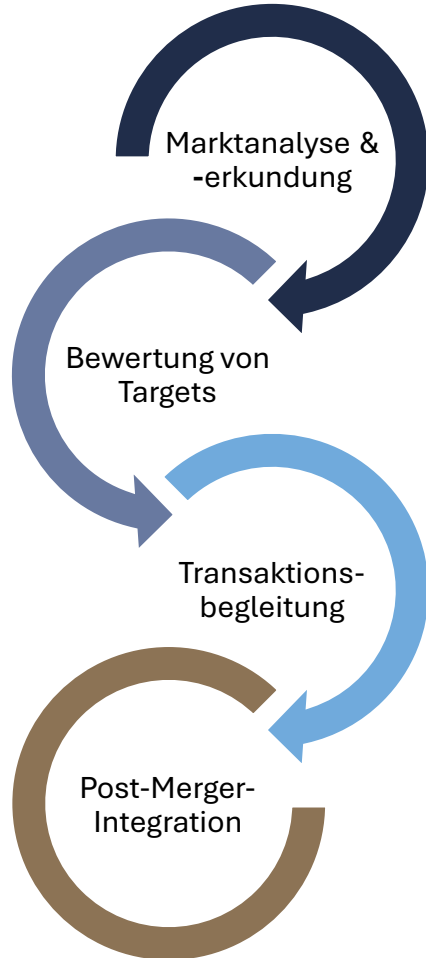 Marktanalyse &
-erkundung
Bewertung von
Targets
Transaktions-
begleitung
Post-Merger-
Integration